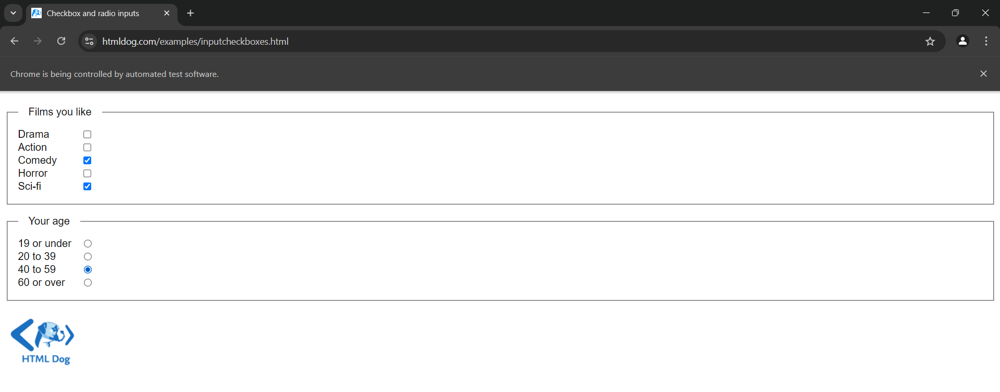 Checkbox and radio inputs
htmldog.com/examples/inputcheckboxes.html
Chrome is being controlled by automated test software.
Films you like
Drama
Action
Comedy
Horror
Sci-fi
Your age
19 or under
20 to 39
40 to 59
60 or over
HTML Dog